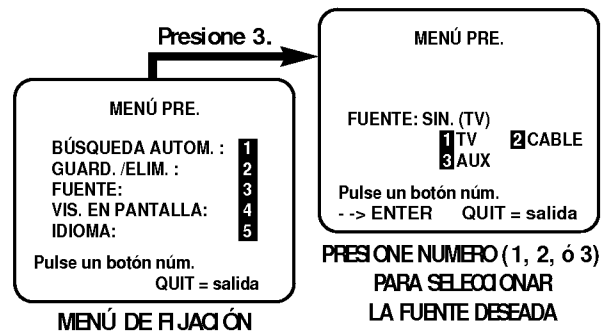 Presione 3.
MENÚ PRE.
BÚSQUEDA AUTOM. : 1
GUARD. /ELIM. : 2
FUENTE: 3
VIS. EN PANTALLA: 4
IDIOMA: 5
Pulse un botón núm.
QUIT = salida
MENÚ DE FIJACIÓN
MENÚ PRE.
FUENTE: SIN. (TV)
1 TV 2 CABLE
3 AUX
Pulse un botón núm.
- -> ENTER QUIT = salida
PRESIONE NUMERO (1, 2, ó 3)
PARA SELECCIONAR
LA FUENTE DESEADA